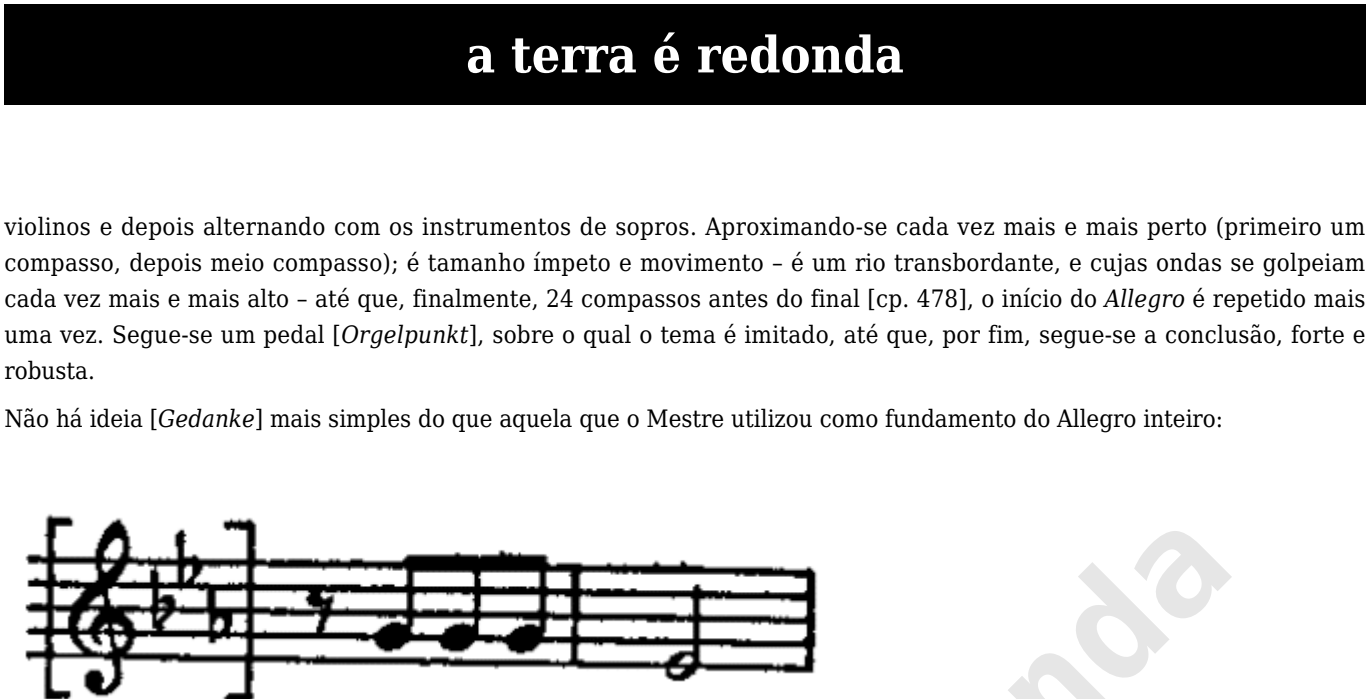 a terra é redonda
violinos e depois alternando com os instrumentos de sopros. Aproximando-se cada vez mais e mais perto (primeiro um
compasso, depois meio compasso); é tamanho ímpeto e movimento – é um rio transbordante, e cujas ondas se golpeiam
cada vez mais e mais alto – até que, finalmente, 24 compassos antes do final [cp. 478], o início do Allegro é repetido mais
uma vez. Segue-se um pedal [Orgelpunkt], sobre o qual o tema é imitado, até que, por fim, segue-se a conclusão, forte e
robusta.
Não há ideia [Gedanke] mais simples do que aquela que o Mestre utilizou como fundamento do Allegro inteiro:
nda